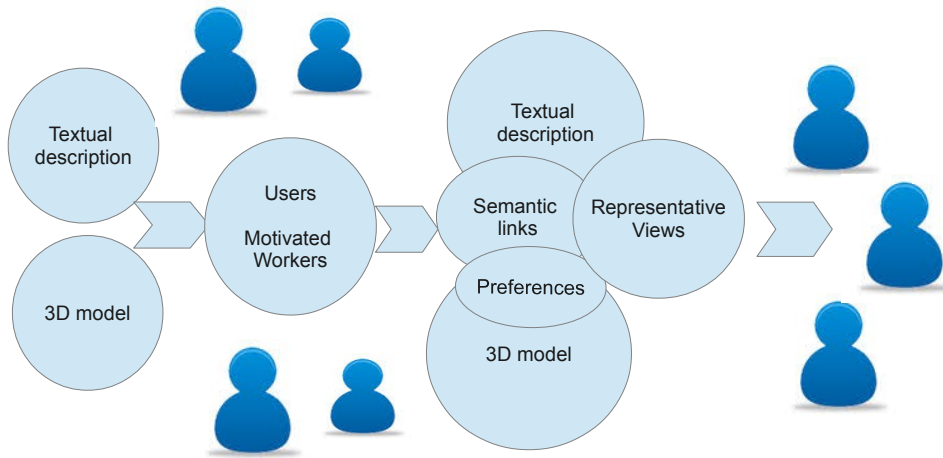 Textual
description
3D model
Users
Motivated
Workers
Textual
description
Semantic
links
Representative
Views
Preferences
3D model